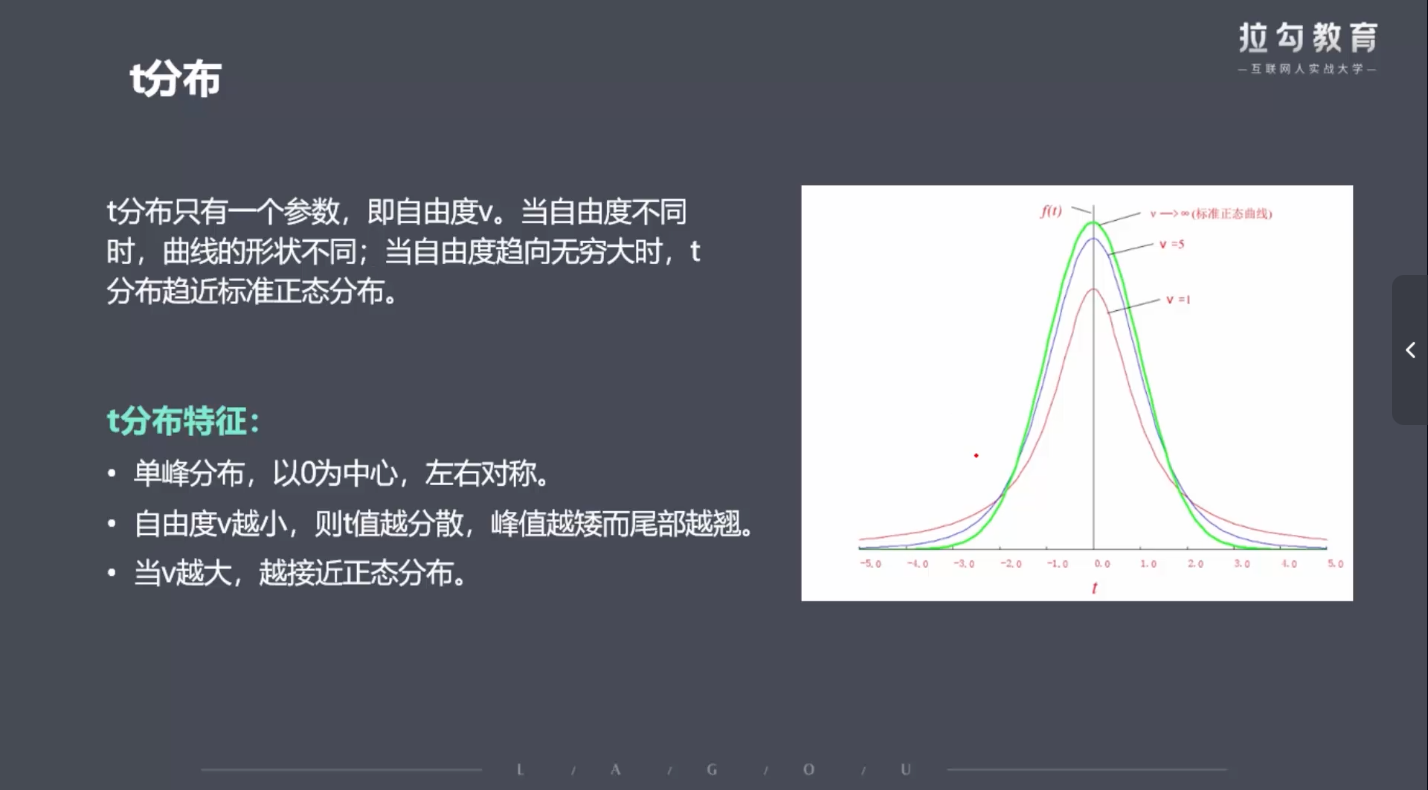 拉勾教育
—互联网人实战大学—
t分布
t分布只有一个参数，即自由度v。当自由度不同
时，曲线的形状不同；当自由度趋向无穷大时，t
分布趋近标准正态分布。
t分布特征：
• 单峰分布，以0为中心，左右对称。
• 自由度v越小，则t值越分散，峰值越矮而尾部越翘。
• 当v越大，越接近正态分布。
f(t)
ν —>∞(标准正态曲线)
ν =5
ν =1
-5.0 -4.0 -3.0 -2.0 -1.0 0.0 1.0 2.0 3.0 4.0 5.0
t
L / A / G / O / U